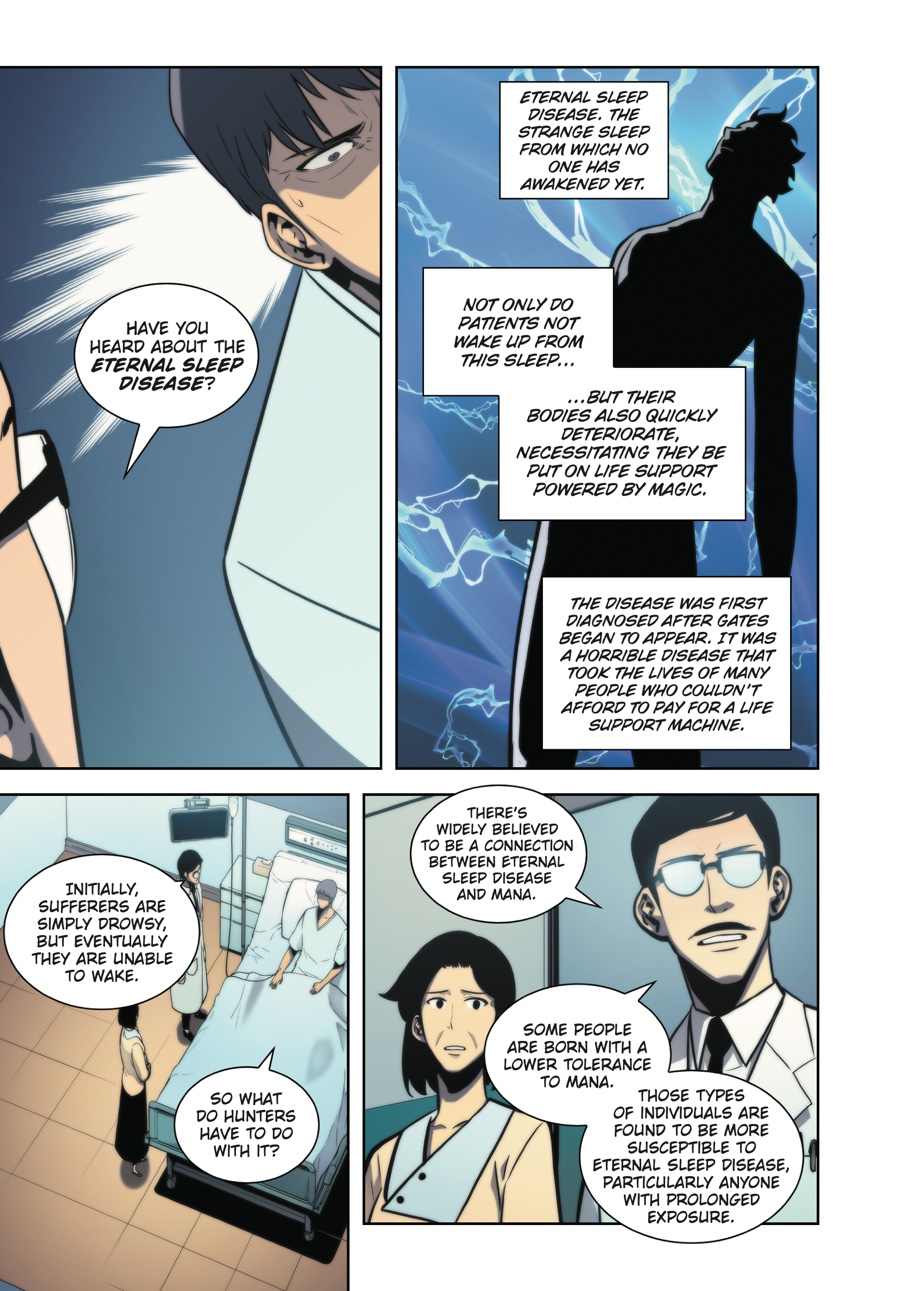 HAVE YOU
HEARD ABOUT THE
ETERNAL SLEEP
DISEASE?
ETERNAL SLEEP
DISEASE. THE
STRANGE SLEEP
FROM WHICH NO
ONE HAS
AWAKENED YET.
NOT ONLY DO
PATIENTS NOT
WAKE UP FROM
THIS SLEEP...
...BUT THEIR
BODIES ALSO QUICKLY
DETERIORATE,
NECESSITATING THEY BE
PUT ON LIFE SUPPORT
POWERED BY MAGIC.
THE DISEASE WAS FIRST
DIAGNOSED AFTER GATES
BEGAN TO APPEAR. IT WAS
A HORRIBLE DISEASE THAT
TOOK THE LIVES OF MANY
PEOPLE WHO COULDN'T
AFFORD TO PAY FOR A LIFE
SUPPORT MACHINE.
INITIALLY,
SUFFERERS ARE
SIMPLY DROWSY,
BUT EVENTUALLY
THEY ARE UNABLE
TO WAKE.
SO WHAT
DO HUNTERS
HAVE TO DO
WITH IT?
THERE'S
WIDELY BELIEVED
TO BE A CONNECTION
BETWEEN ETERNAL
SLEEP DISEASE
AND MANA.
SOME PEOPLE
ARE BORN WITH A
LOWER TOLERANCE
TO MANA.
THOSE TYPES
OF INDIVIDUALS ARE
FOUND TO BE MORE
SUSCEPTIBLE TO
ETERNAL SLEEP DISEASE,
PARTICULARLY ANYONE
WITH PROLONGED
EXPOSURE.